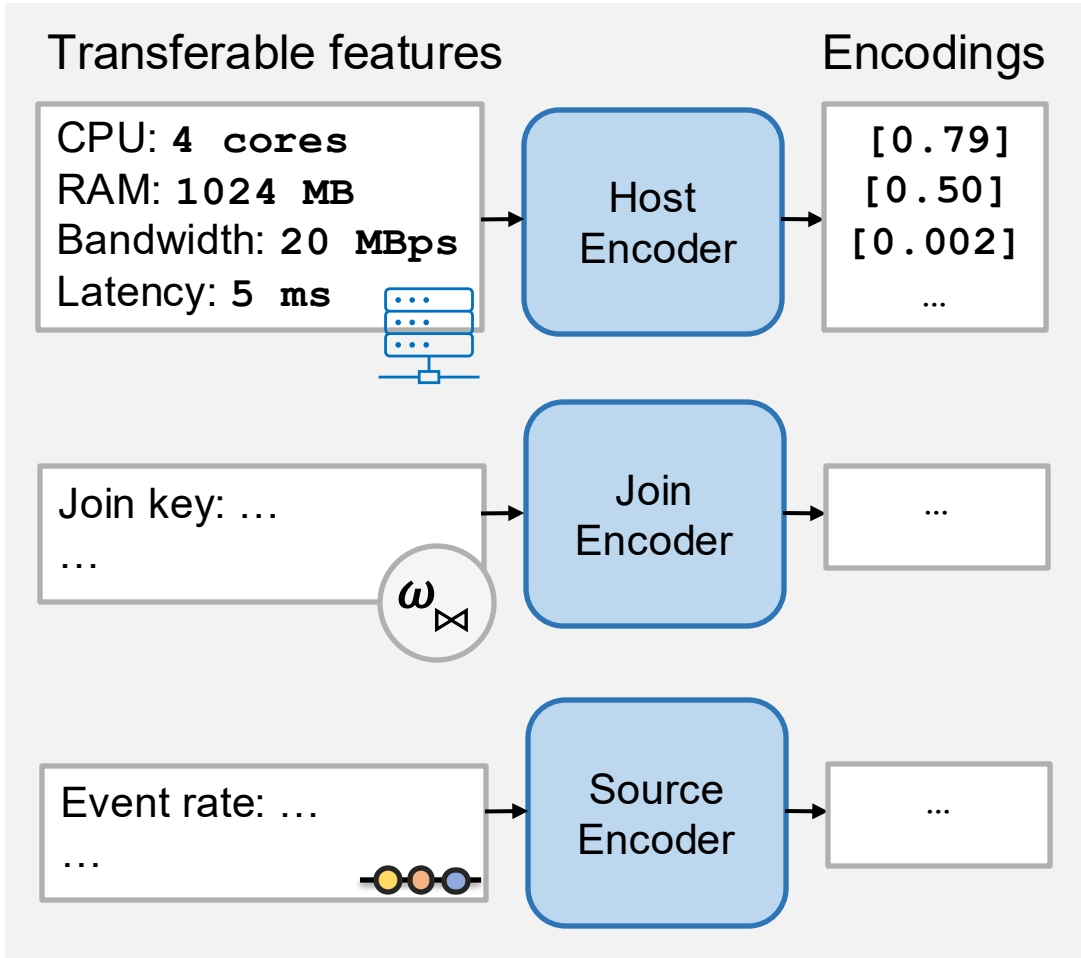 Transferable features
Encodings
CPU: 4 cores
RAM: 1024 MB
Bandwidth: 20 MBps
Latency: 5 ms
Host
Encoder
[0.79]
[0.50]
[0.002]
…
Join key: …
…
ω⋈
Join
Encoder
…
Event rate: …
…
Source
Encoder
…